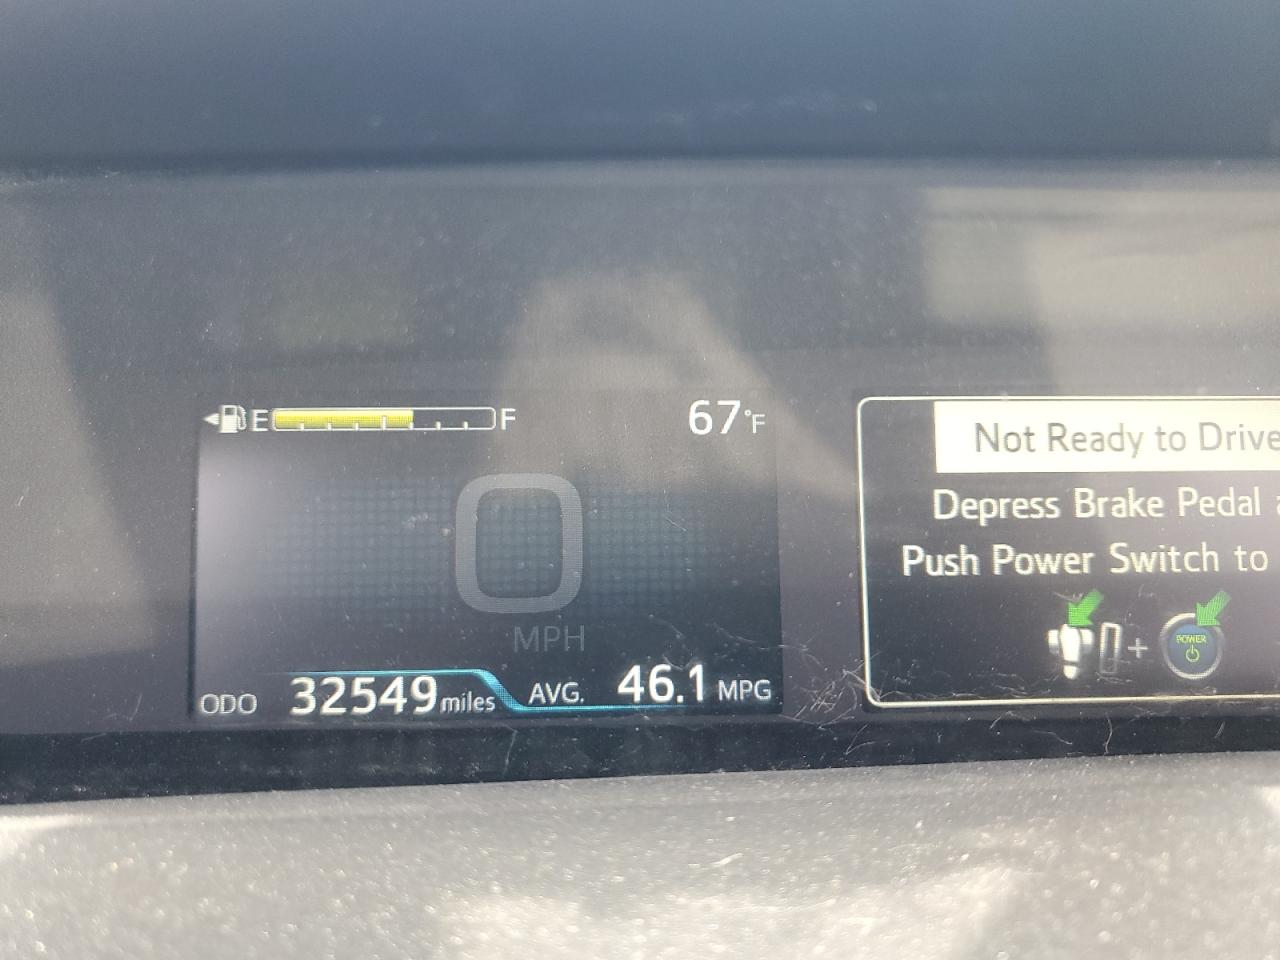 E F 67°F
0
MPH
ODO 32549 miles AVG. 46.1 MPG
Not Ready to Drive
Depress Brake Pedal
Push Power Switch to
+ POWER